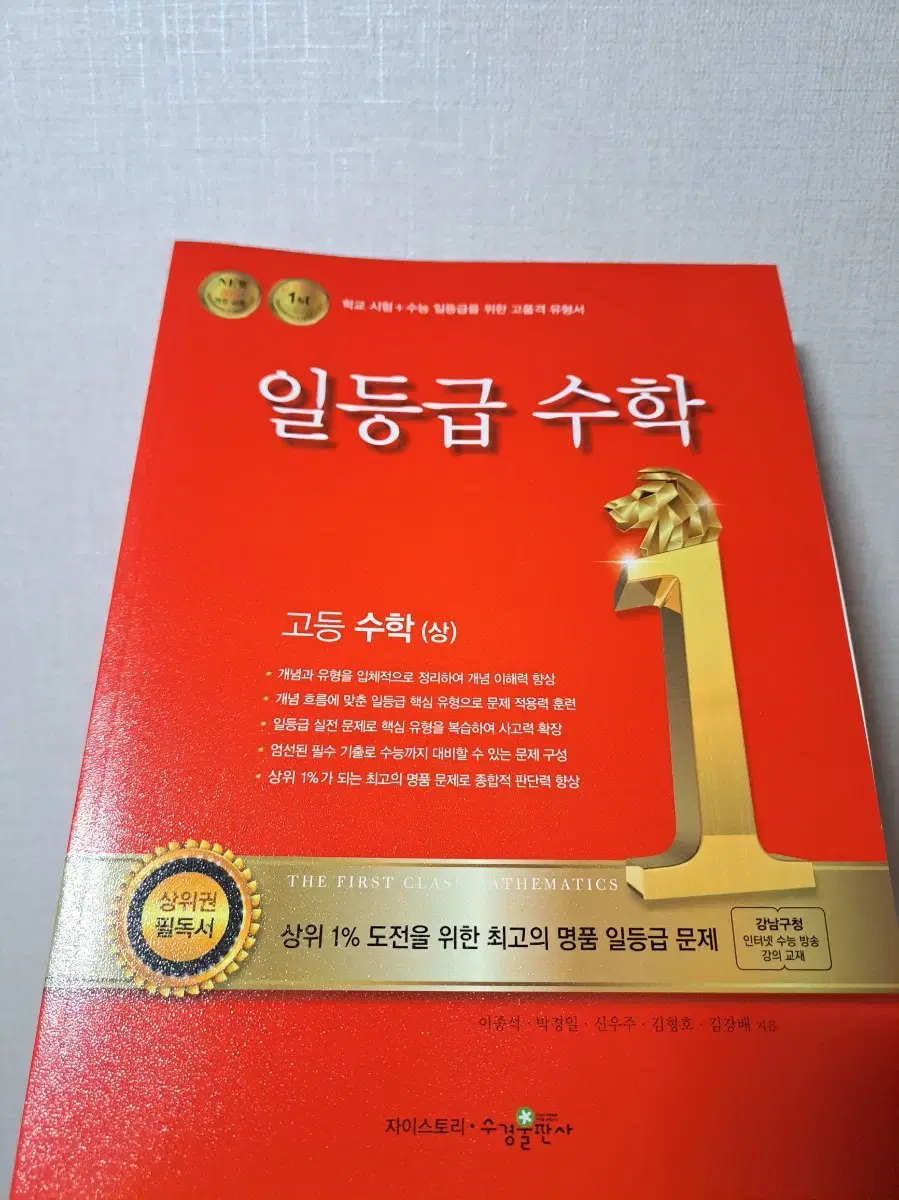 NEW
1st
학교 시험 + 수능 일등급을 위한 고품격 유형서
일등급 수학
고등 수학 (상)
• 개념과 유형을 입체적으로 정리하여 개념 이해력 향상
• 개념 흐름에 맞춘 일등급 핵심 유형으로 문제 적용력 훈련
• 일등급 실전 문제로 핵심 유형을 복습하여 사고력 확장
• 엄선된 필수 기출로 수능까지 대비할 수 있는 문제 구성
• 상위 1%가 되는 최고의 명품 문제로 종합적 판단력 향상
1
THE FIRST CLASS MATHEMATICS
상위권
필독서
상위 1% 도전을 위한 최고의 명품 일등급 문제
강남구청
인터넷 수능 방송
강의 교재
이종석 · 박경일 · 신우주 · 김형호 · 김강배 지음
자이스토리 · 수경출판사